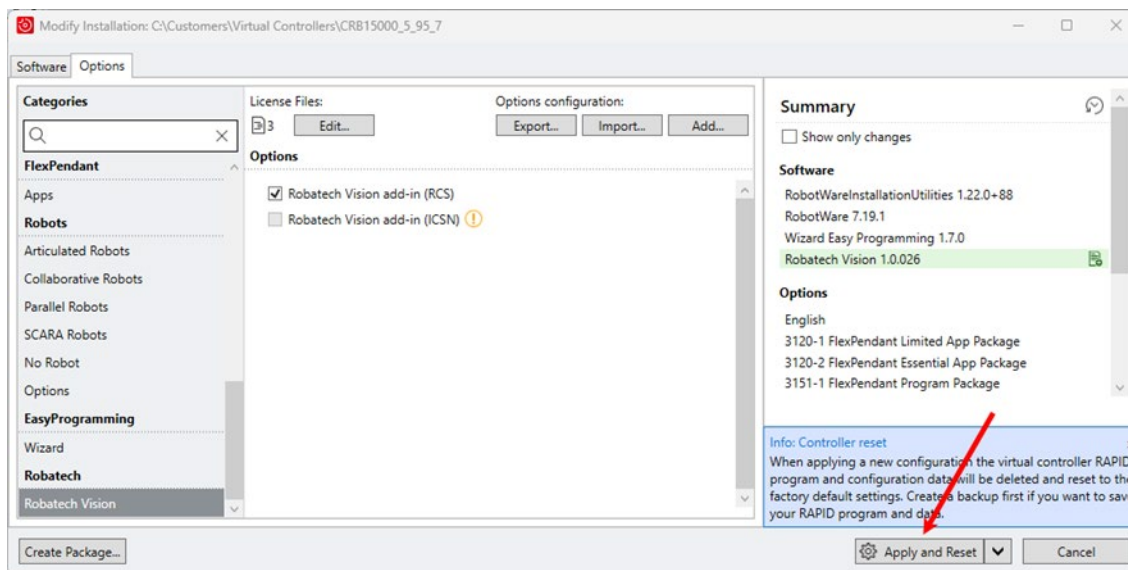 Modify Installation: C:\Customers\Virtual Controllers\CRB15000_5_95_7
Software
Options
Categories
FlexPendant
Apps
Robots
Articulated Robots
Collaborative Robots
Parallel Robots
SCARA Robots
No Robot
Options
EasyProgramming
Wizard
Robatech
Robatech Vision
License Files:
3
Edit...
Options configuration:
Export...
Import...
Add...
Options
Robatech Vision add-in (RCS)
Robatech Vision add-in (ICSN)
Summary
Show only changes
Software
RobotWareInstallationUtilities 1.22.0+88
RobotWare 7.19.1
Wizard Easy Programming 1.7.0
Robatech Vision 1.0.026
Options
English
3120-1 FlexPendant Limited App Package
3120-2 FlexPendant Essential App Package
3151-1 FlexPendant Program Package
Info: Controller reset
When applying a new configuration the virtual controller RAPID
program and configuration data will be deleted and reset to the
factory default settings. Create a backup first if you want to save
your RAPID program and data.
Create Package...
Apply and Reset
Cancel